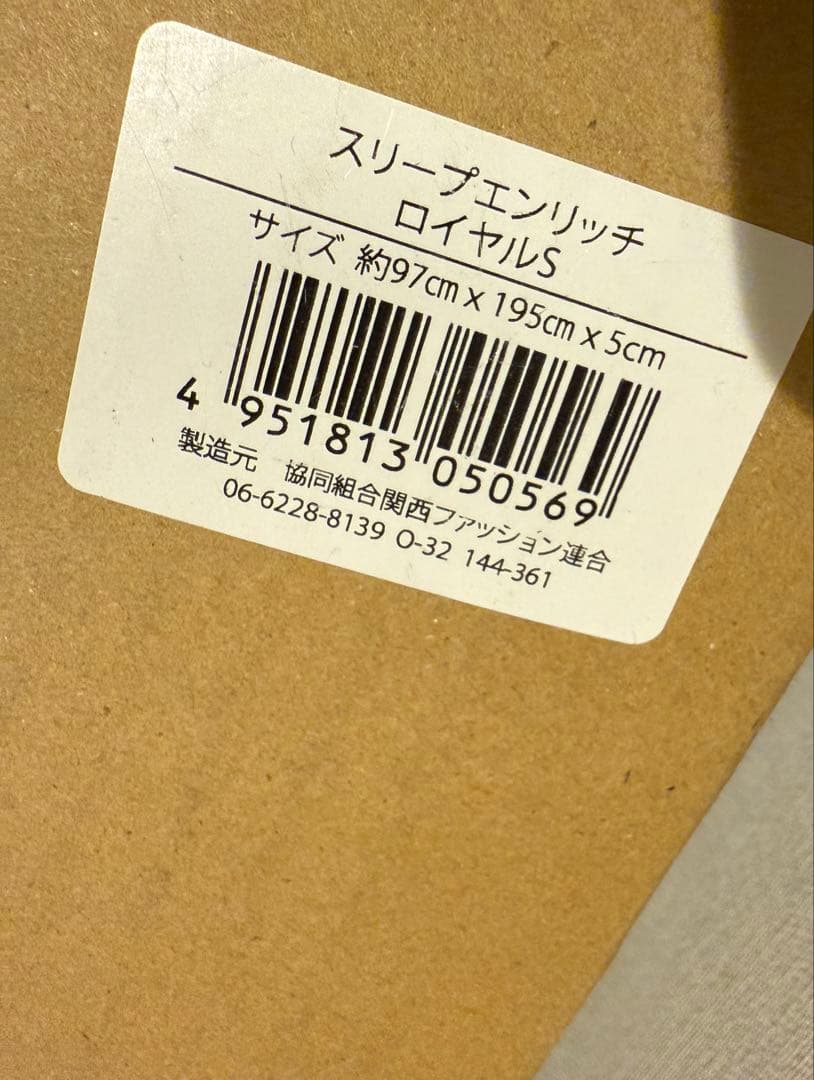 スリープエンリッチ
ロイヤルS
サイズ 約97㎝ x 195㎝ x 5cm
4 951813 050569
製造元 協同組合関西ファッション連合
06-6228-8139 O-32 144-361